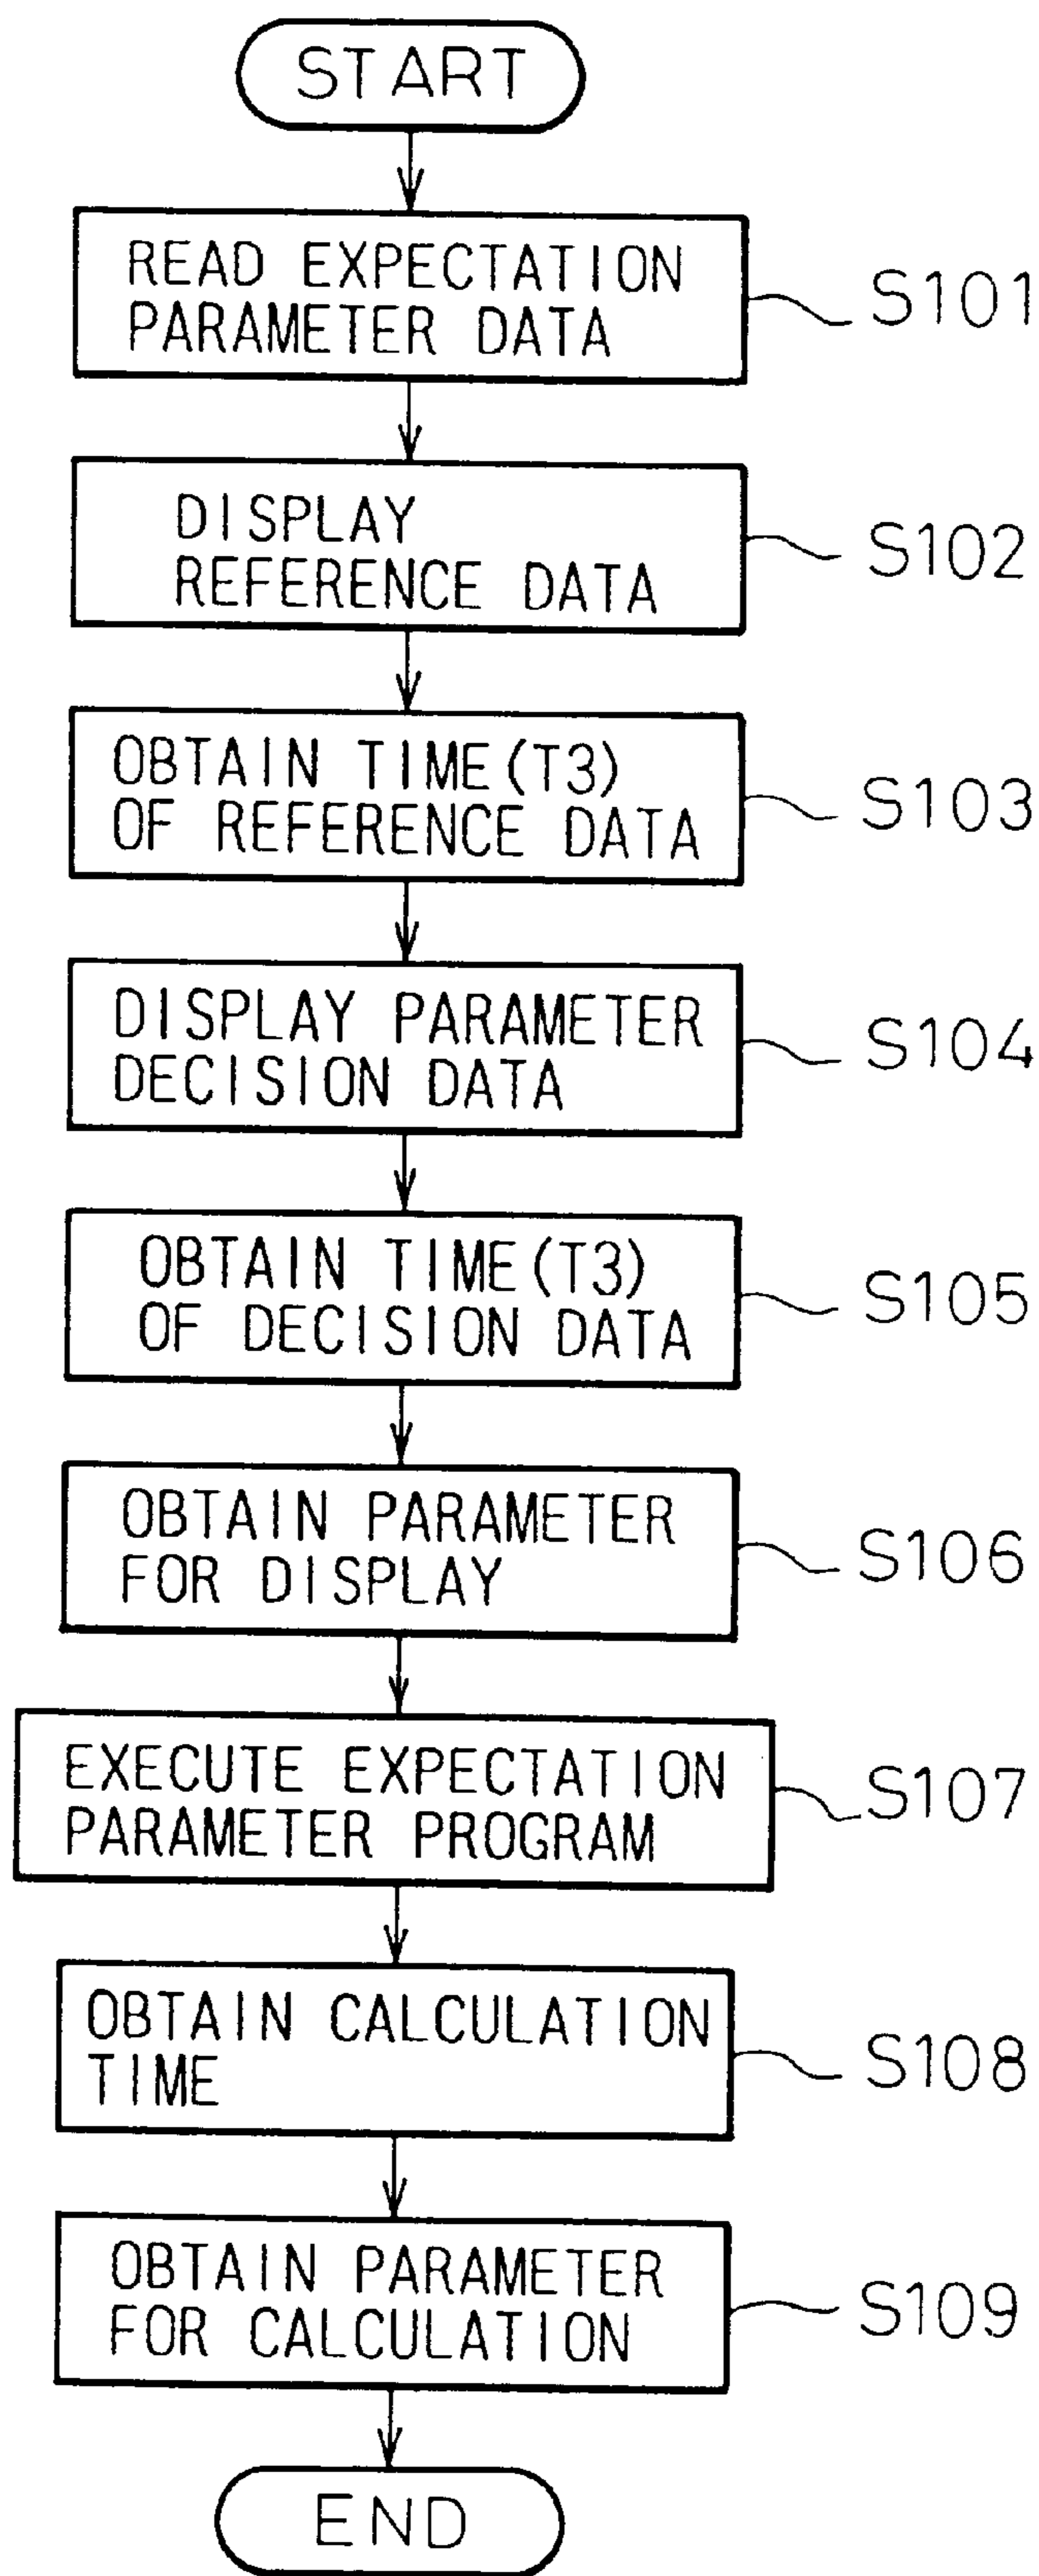 START
READ EXPECTATION
PARAMETER DATA
S101
DISPLAY
REFERENCE DATA
S102
OBTAIN TIME(T3)
OF REFERENCE DATA
S103
DISPLAY PARAMETER
DECISION DATA
S104
OBTAIN TIME(T3)
OF DECISION DATA
S105
OBTAIN PARAMETER
FOR DISPLAY
S106
EXECUTE EXPECTATION
PARAMETER PROGRAM
S107
OBTAIN CALCULATION
TIME
S108
OBTAIN PARAMETER
FOR CALCULATION
S109
END